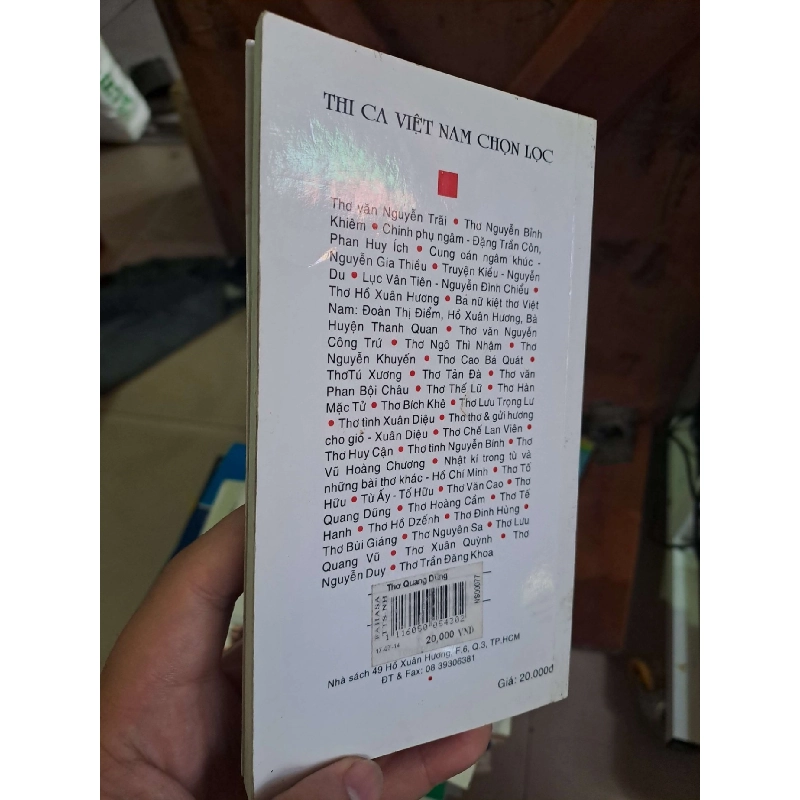 THI CA VIỆT NAM CHỌN LỌC
Thơ văn Nguyễn Trãi • Thơ Nguyễn Bỉnh
Khiêm • Chinh phụ ngâm - Đặng Trần Côn,
Phan Huy Ích • Cung oán ngâm khúc -
Nguyễn Gia Thiều • Truyện Kiều - Nguyễn
Du • Lục Vân Tiên - Nguyễn Đình Chiểu •
Thơ Hồ Xuân Hương • Ba nữ kiệt thơ Việt
Nam: Đoàn Thị Điểm, Hồ Xuân Hương, Bà
Huyện Thanh Quan • Thơ văn Nguyễn
Công Trứ • Thơ Ngô Thì Nhậm • Thơ
Nguyễn Khuyến • Thơ Cao Bá Quát •
ThơTú Xương • Thơ Tản Đà • Thơ văn
Phan Bội Châu • Thơ Thế Lữ • Thơ Hàn
Mặc Tử • Thơ Bích Khê • Thơ Lưu Trọng Lư
• Thơ tình Xuân Diệu • Thơ thơ & gửi hương
cho gió - Xuân Diệu • Thơ Chế Lan Viên •
Thơ Huy Cận • Thơ tình Nguyễn Bính • Thơ
Vũ Hoàng Chương • Nhật kí trong tù và
những bài thơ khác - Hồ Chí Minh • Thơ Tố
Hữu • Từ Ấy - Tố Hữu • Thơ Văn Cao • Thơ
Quang Dũng • Thơ Hoàng Cầm • Thơ Tế
Hanh • Thơ Hồ Dzếnh • Thơ Đinh Hùng •
Thơ Bùi Giáng • Thơ Nguyên Sa • Thơ Lưu
Quang Vũ • Thơ Xuân Quỳnh • Thơ
Nguyễn Duy • Thơ Trần Đăng Khoa
Thơ Quang Dũng
FAHASA
TTS.NH
20,000 VNĐ
Nhà sách 49 Hồ Xuân Hương, F.6, Q.3, TP.HCM
ĐT & Fax: 08 39306381
Giá: 20.000đ